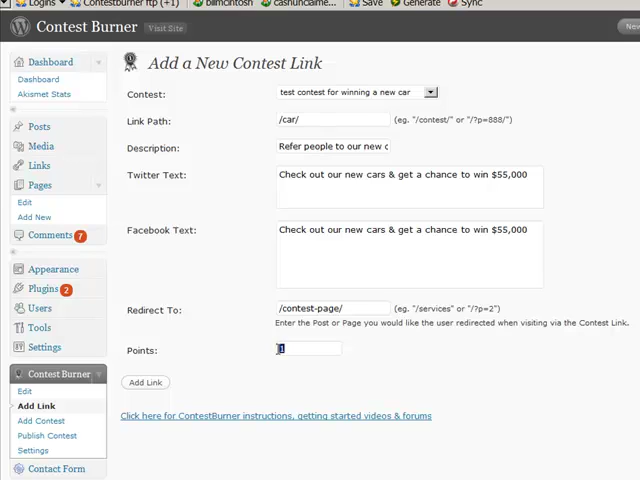 Logins
Contestburner ftp (+1)
billmcintosh
cashunclaime...
Save
Generate
Sync
Contest Burner
Visit Site
New
Dashboard
Dashboard
Akismet Stats
Posts
Media
Links
Pages
Edit
Add New
Comments 7
Appearance
Plugins 2
Users
Tools
Settings
Contest Burner
Edit
Add Link
Add Contest
Publish Contest
Settings
Contact Form
Add a New Contest Link
Contest: test contest for winning a new car
Link Path: /car/ (eg. "/contest/" or "/?p=888/")
Description: Refer people to our new c
Twitter Text: Check out our new cars & get a chance to win $55,000
Facebook Text: Check out our new cars & get a chance to win $55,000
Redirect To: /contest-page/ (eg. "/services" or "/?p=2")
Enter the Post or Page you would like the user redirected when visiting via the Contest Link.
Points: 1
Add Link
Click here for ContestBurner instructions, getting started videos & forums